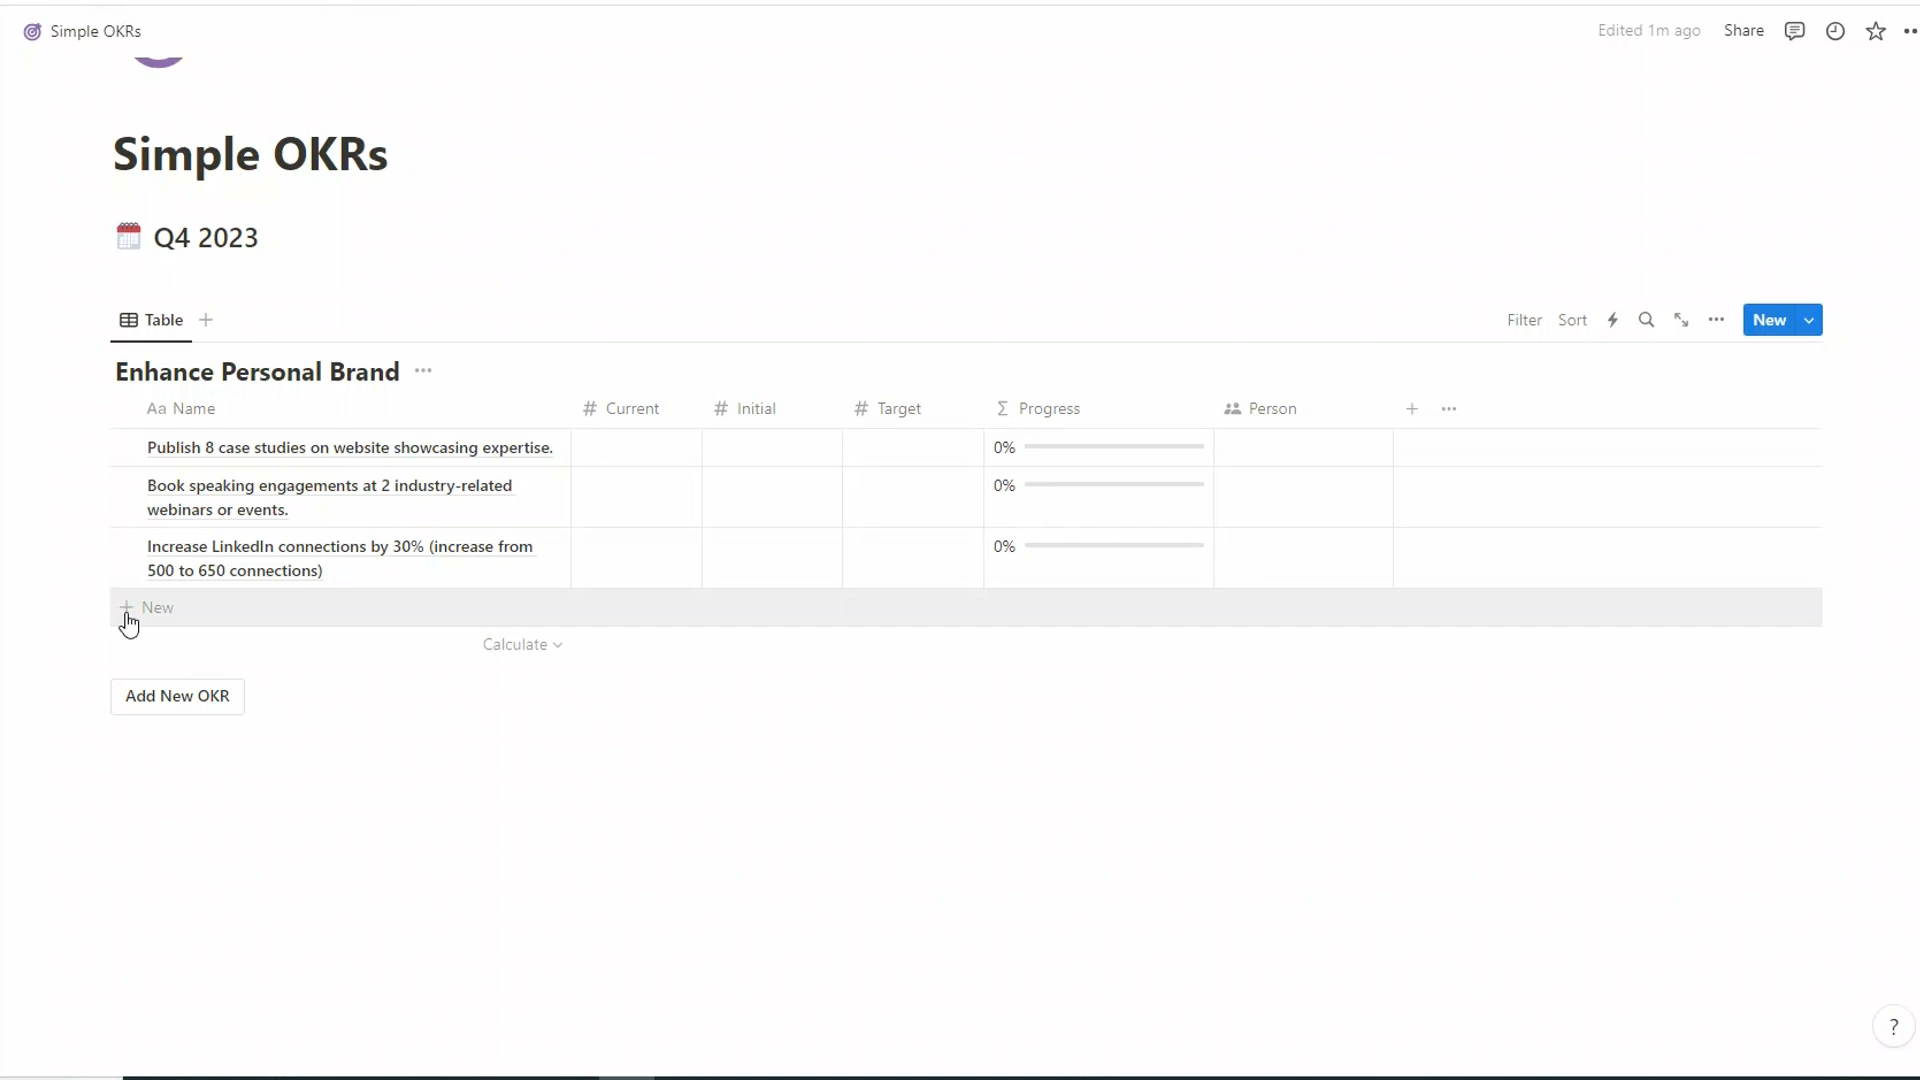 Simple OKRs
Edited 1m ago Share
Simple OKRs
Q4 2023
Table
Filter Sort New
Enhance Personal Brand
Aa Name # Current # Initial # Target Σ Progress Person
Publish 8 case studies on website showcasing expertise. 0%
Book speaking engagements at 2 industry-related 0%
webinars or events.
Increase LinkedIn connections by 30% (increase from 0%
500 to 650 connections)
+ New
Calculate
Add New OKR
?